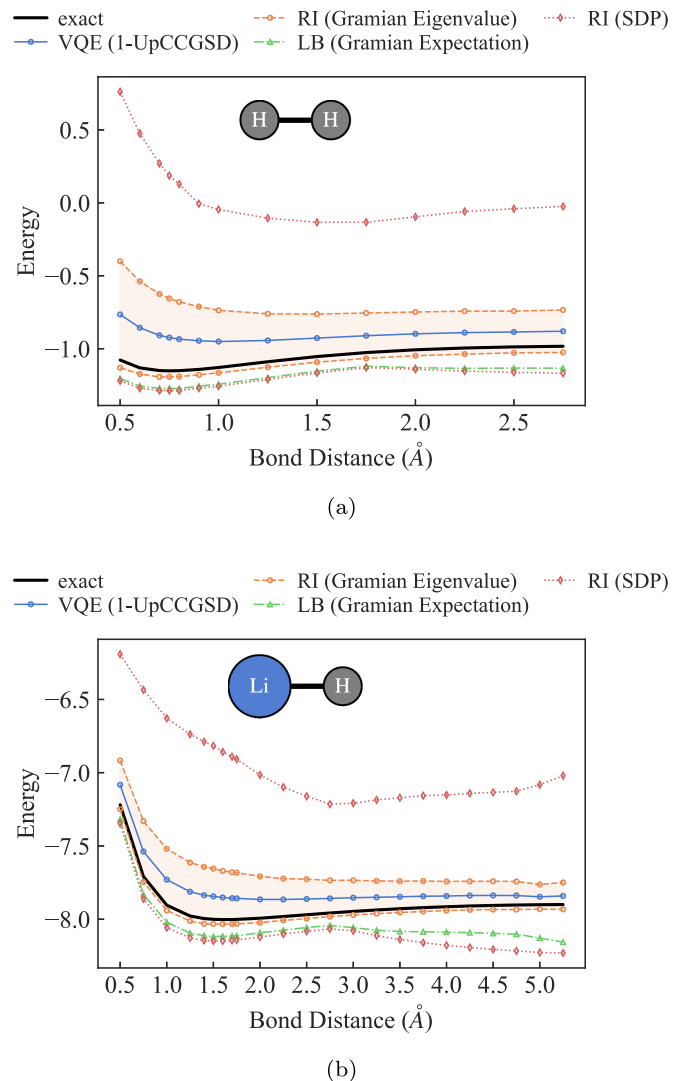 exact RI (Gramian Eigenvalue) RI (SDP)
VQE (1-UpCCGSD) LB (Gramian Expectation)
H H
0.5
0.0
−0.5
−1.0
Energy
0.5 1.0 1.5 2.0 2.5
Bond Distance (Å)
(a)
exact RI (Gramian Eigenvalue) RI (SDP)
VQE (1-UpCCGSD) LB (Gramian Expectation)
Li H
−6.5
−7.0
−7.5
−8.0
Energy
0.5 1.0 1.5 2.0 2.5 3.0 3.5 4.0 4.5 5.0
Bond Distance (Å)
(b)